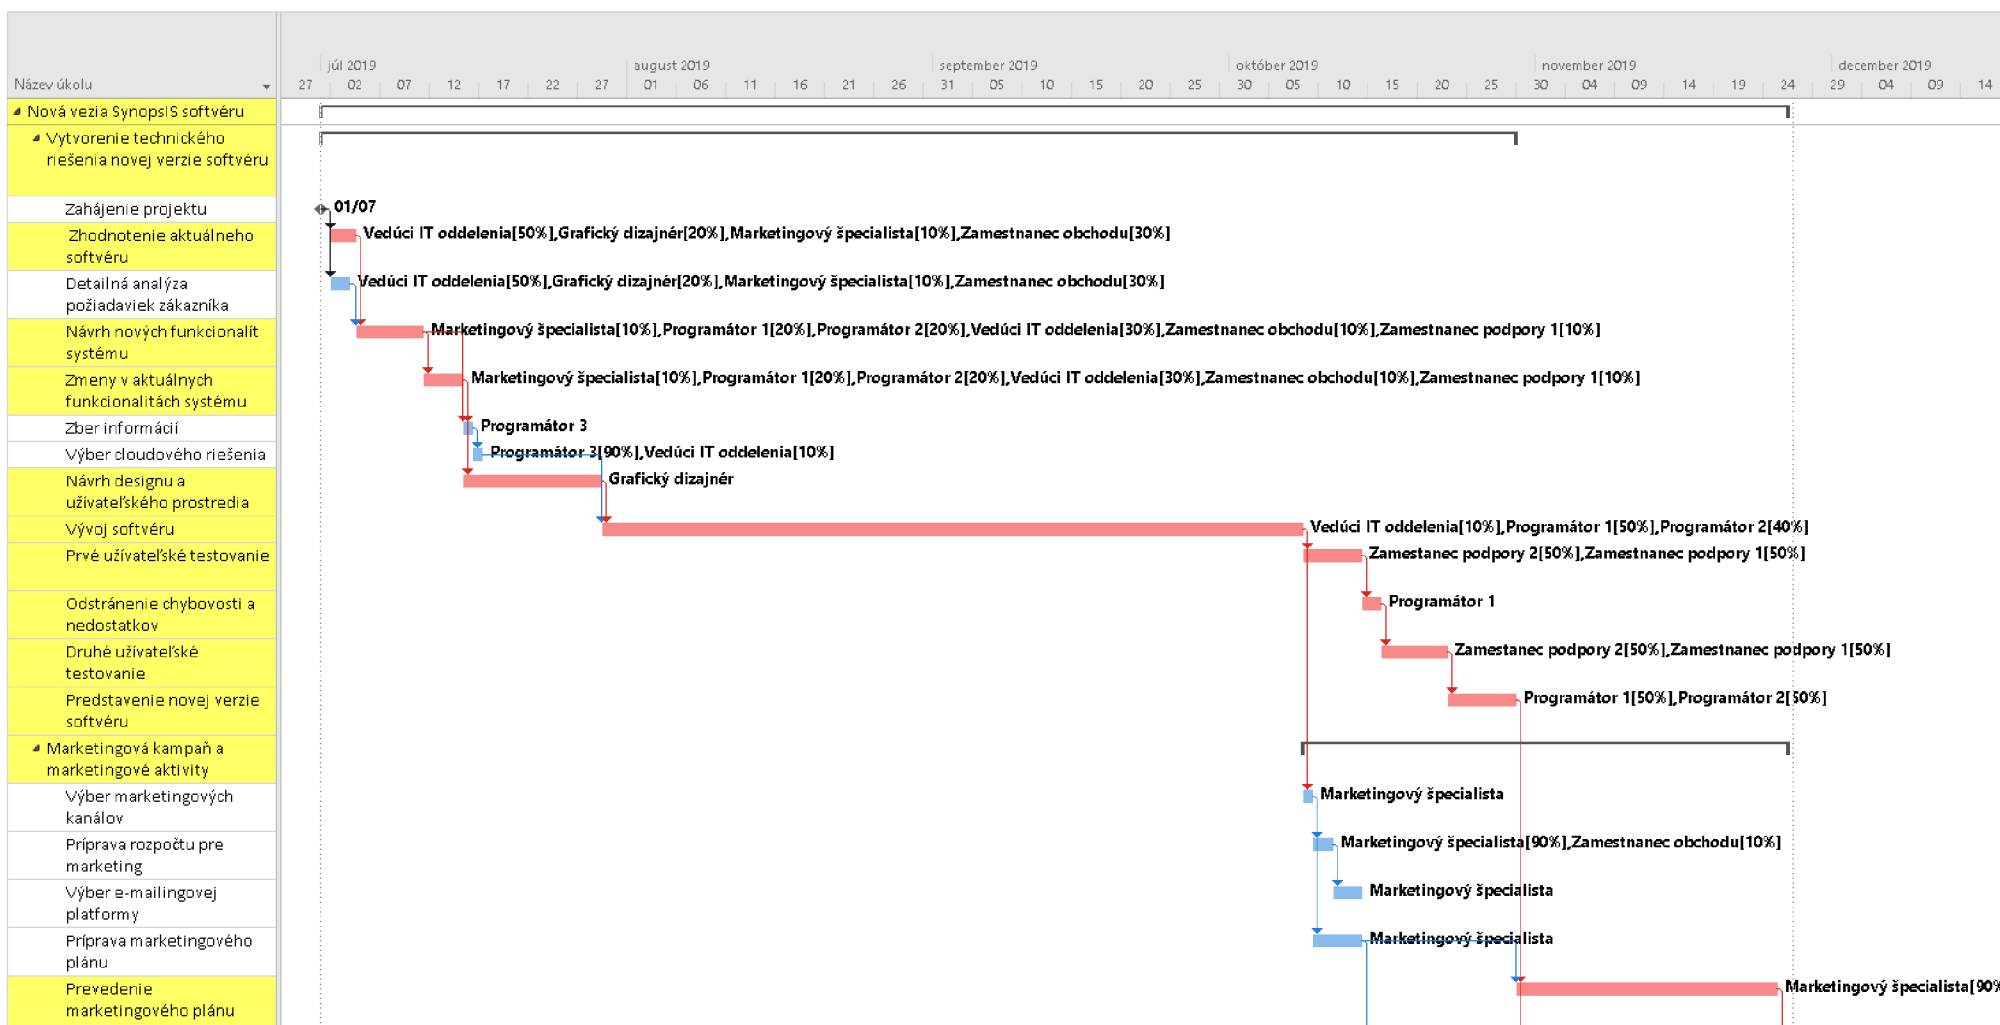 júl 2019 august 2019 september 2019 október 2019 november 2019 december 2019
Název úkolu 27 02 07 12 17 22 27 01 06 11 16 21 26 31 05 10 15 20 25 30 05 10 15 20 25 30 04 09 14 19 24 29 04 09 14
Nová vezia SynopsIS softvéru
Vytvorenie technického
riešenia novej verzie softvéru
Zahájenie projektu 01/07
Zhodnotenie aktuálneho Vedúci IT oddelenia[50%],Grafický dizajnér[20%],Marketingový špecialista[10%],Zamestnanec obchodu[30%]
softvéru
Detailná analýza Vedúci IT oddelenia[50%],Grafický dizajnér[20%],Marketingový špecialista[10%],Zamestnanec obchodu[30%]
požiadaviek zákazníka
Návrh nových funkcionalít Marketingový špecialista[10%],Programátor 1[20%],Programátor 2[20%],Vedúci IT oddelenia[30%],Zamestnanec obchodu[10%],Zamestnanec podpory 1[10%]
systému
Zmeny v aktuálnych Marketingový špecialista[10%],Programátor 1[20%],Programátor 2[20%],Vedúci IT oddelenia[30%],Zamestnanec obchodu[10%],Zamestnanec podpory 1[10%]
funkcionalitách systému
Zber informácií Programátor 3
Výber cloudového riešenia Programátor 3[90%],Vedúci IT oddelenia[10%]
Návrh designu a Grafický dizajnér
užívateľského prostredia
Vývoj softvéru Vedúci IT oddelenia[10%],Programátor 1[50%],Programátor 2[40%]
Prvé užívateľské testovanie Zamestanec podpory 2[50%],Zamestnanec podpory 1[50%]
Odstránenie chybovosti a Programátor 1
nedostatkov
Druhé užívateľské Zamestanec podpory 2[50%],Zamestnanec podpory 1[50%]
testovanie
Predstavenie novej verzie Programátor 1[50%],Programátor 2[50%]
softvéru
Marketingová kampaň a
marketingové aktivity
Výber marketingových Marketingový špecialista
kanálov
Príprava rozpočtu pre Marketingový špecialista[90%],Zamestnanec obchodu[10%]
marketing
Výber e-mailingovej Marketingový špecialista
platformy
Príprava marketingového Marketingový špecialista
plánu
Prevedenie Marketingový špecialista[90%
marketingového plánu